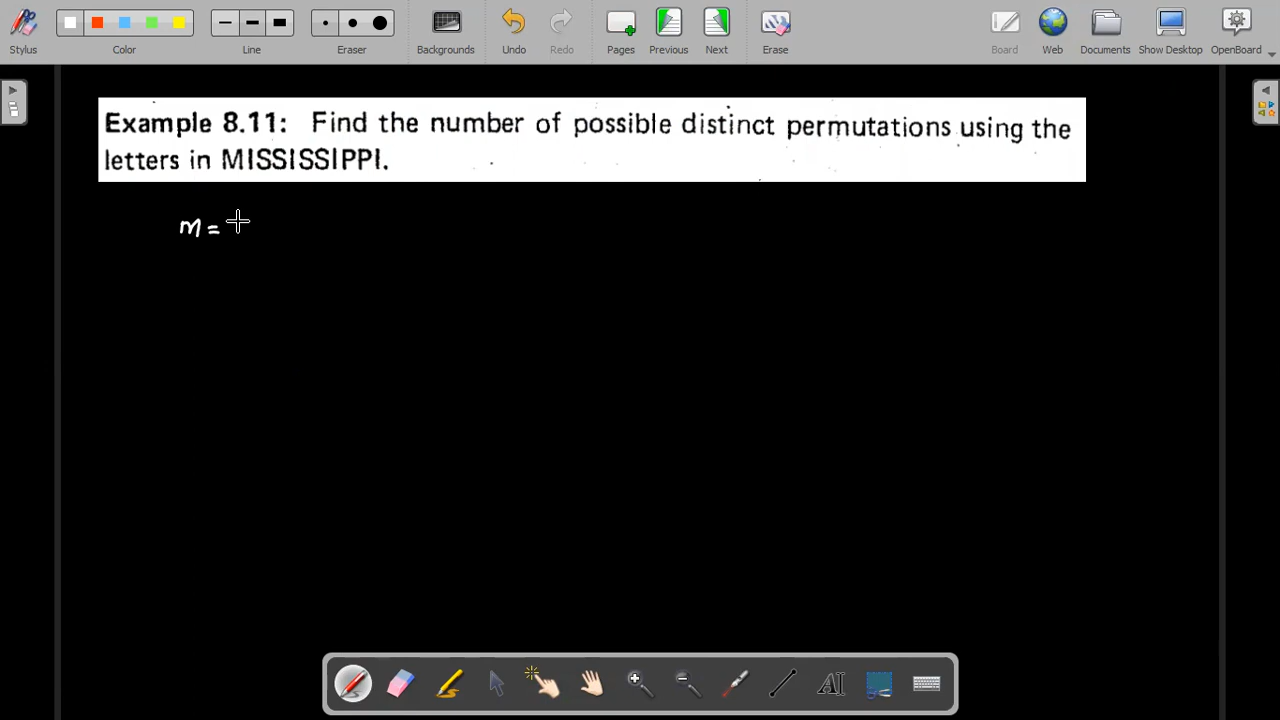 Stylus Color Line Eraser Backgrounds Undo Redo Pages Previous Next Erase Board Web Documents Show Desktop OpenBoard
Example 8.11: Find the number of possible distinct permutations using the
letters in MISSISSIPPI.
M =
AI